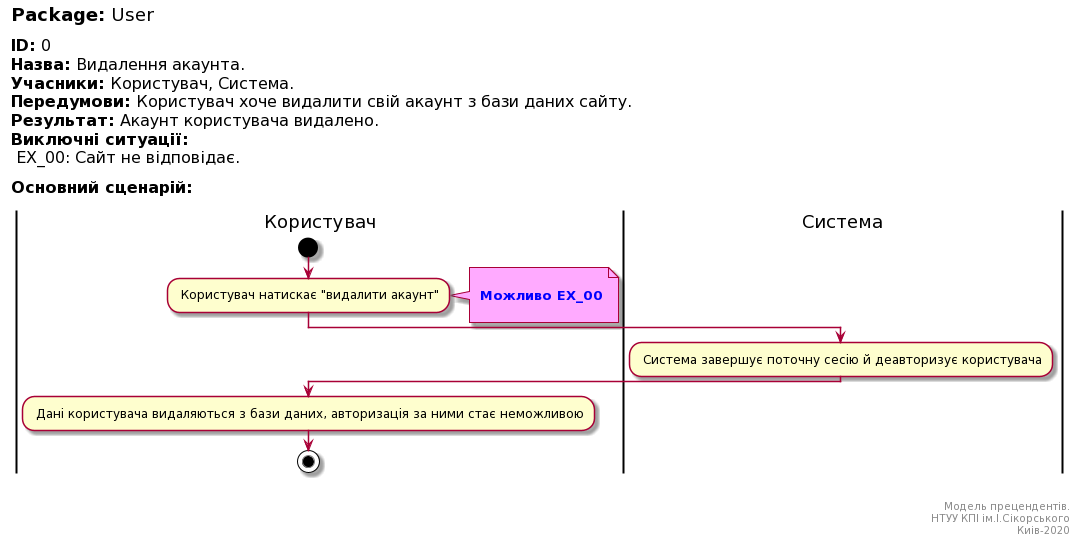 Package: User
ID: 0
Назва: Видалення акаунта.
Учасники: Користувач, Система.
Передумови: Користувач хоче видалити свій акаунт з бази даних сайту.
Результат: Акаунт користувача видалено.
Виключні ситуації:
EX_00: Сайт не відповідає.
Основний сценарій:
Користувач
Система
Користувач натискає "видалити акаунт"
Можливо EX_00
Система завершує поточну сесію й деавторизує користувача
Дані користувача видаляються з бази даних, авторизація за ними стає неможливою
Модель прецендентів.
НТУУ КПІ ім.І.Сікорського
Київ-2020